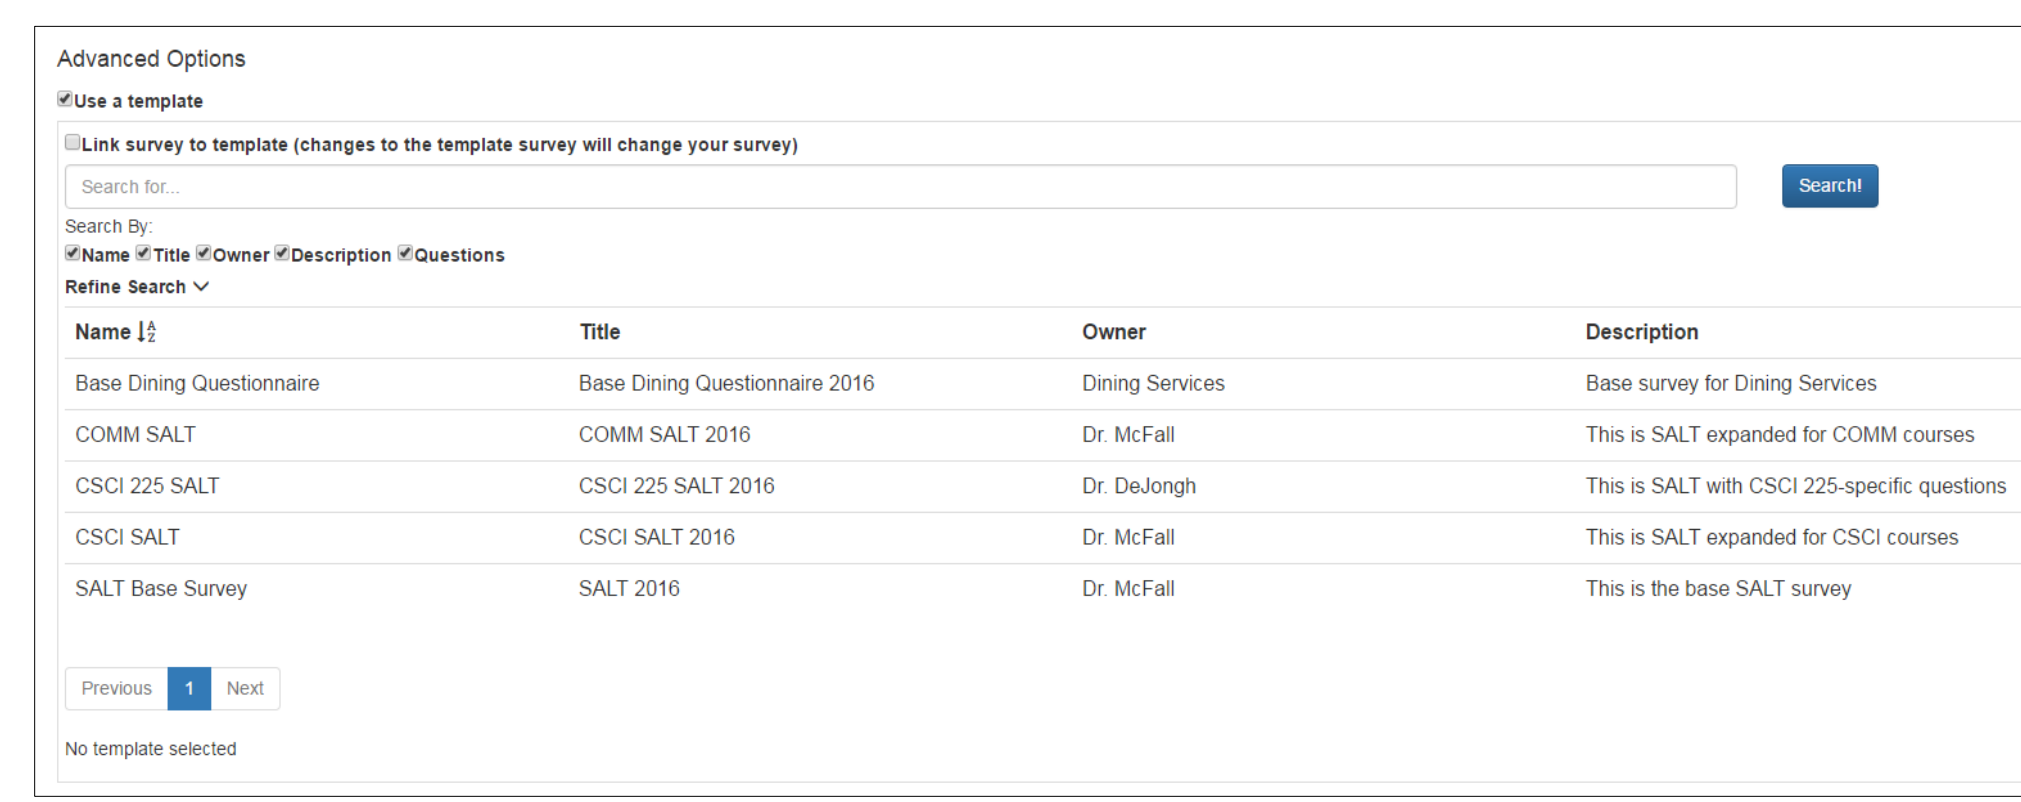 Advanced Options
Use a template
Link survey to template (changes to the template survey will change your survey)
Search for...
Search!
Search By:
Name Title Owner Description Questions
Refine Search
Name Title Owner Description
Base Dining Questionnaire Base Dining Questionnaire 2016 Dining Services Base survey for Dining Services
COMM SALT COMM SALT 2016 Dr. McFall This is SALT expanded for COMM courses
CSCI 225 SALT CSCI 225 SALT 2016 Dr. DeJongh This is SALT with CSCI 225-specific questions
CSCI SALT CSCI SALT 2016 Dr. McFall This is SALT expanded for CSCI courses
SALT Base Survey SALT 2016 Dr. McFall This is the base SALT survey
Previous 1 Next
No template selected